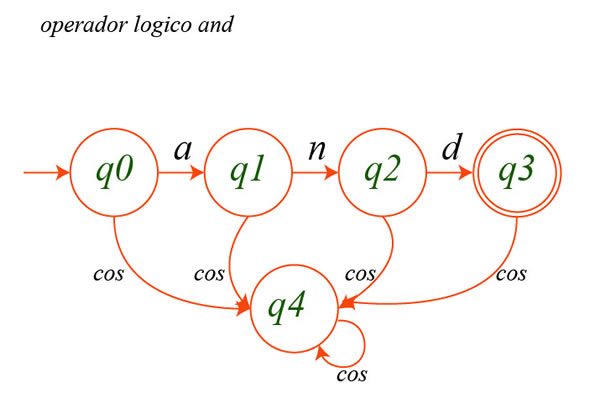 operador logico and
a n d
q0 q1 q2 q3
cos cos cos cos
q4
cos